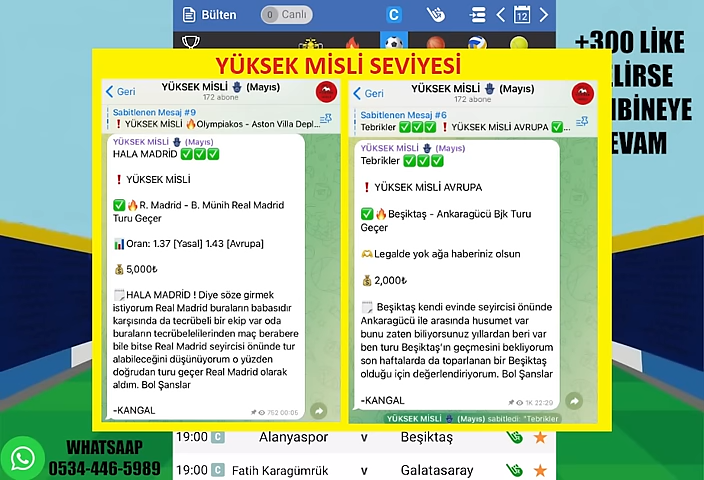 Bülten
0 Canlı
C
12
+300 LİKE
YÜKSEK MİSLİ SEVİYESİ
Geri
YÜKSEK MİSLİ (Mayıs)
172 abone
Sabitlenen Mesaj #9
❗ YÜKSEK MİSLİ 🔥Olympiakos - Aston Villa Depl...
YÜKSEK MİSLİ (Mayıs)
HALA MADRİD ✅✅✅
❗ YÜKSEK MİSLİ
✅🔥R. Madrid - B. Münih Real Madrid
Turu Geçer
📊Oran: 1.37 [Yasal] 1.43 [Avrupa]
💰5,000₺
🗒️HALA MADRİD ! Diye söze girmek
istiyorum Real Madrid buraların babasıdır
karşısında da tecrübeli bir ekip var oda
buraların tecrübelilerinden maç berabere
bile bitse Real Madrid seyircisi önünde tur
alabileceğini düşünüyorum o yüzden
doğrudan turu geçer Real Madrid olarak
aldım. Bol Şanslar
-KANGAL
752 00:05
Geri
YÜKSEK MİSLİ (Mayıs)
172 abone
Sabitlenen Mesaj #6
Tebrikler ✅✅✅ ❗ YÜKSEK MİSLİ AVRUPA ✅...
YÜKSEK MİSLİ (Mayıs)
Tebrikler ✅✅✅
❗ YÜKSEK MİSLİ AVRUPA
✅🔥Beşiktaş - Ankaragücü Bjk Turu
Geçer
🫶Legalde yok ağa haberiniz olsun
💰2,000₺
🗒️ Beşiktaş kendi evinde seyircisi önünde
Ankaragücü ile arasında husumet var
bunu zaten biliyorsunuz yıllardan beri var
ben turu Beşiktaş'ın geçmesini bekliyorum
son haftalarda da toparlanan bir Beşiktaş
olduğu için değerlendiriyorum. Bol Şanslar
-KANGAL
1K 22:29
YÜKSEK MİSLİ (Mayıs) sabitledi: "Tebrikler
ELİRSE
MBİNEYE
EVAM
19:00 C Alanyaspor v Beşiktaş
19:00 C Fatih Karagümrük v Galatasaray
WHATSAAP
0534-446-5989